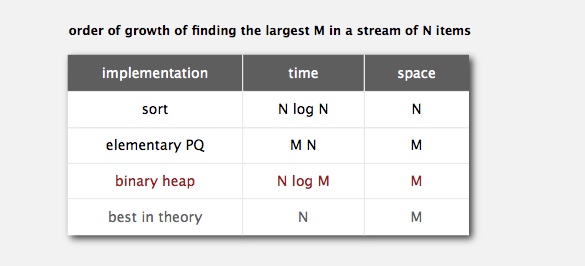 order of growth of finding the largest M in a stream of N items
implementation time space
sort N log N N
elementary PQ M N M
binary heap N log M M
best in theory N M